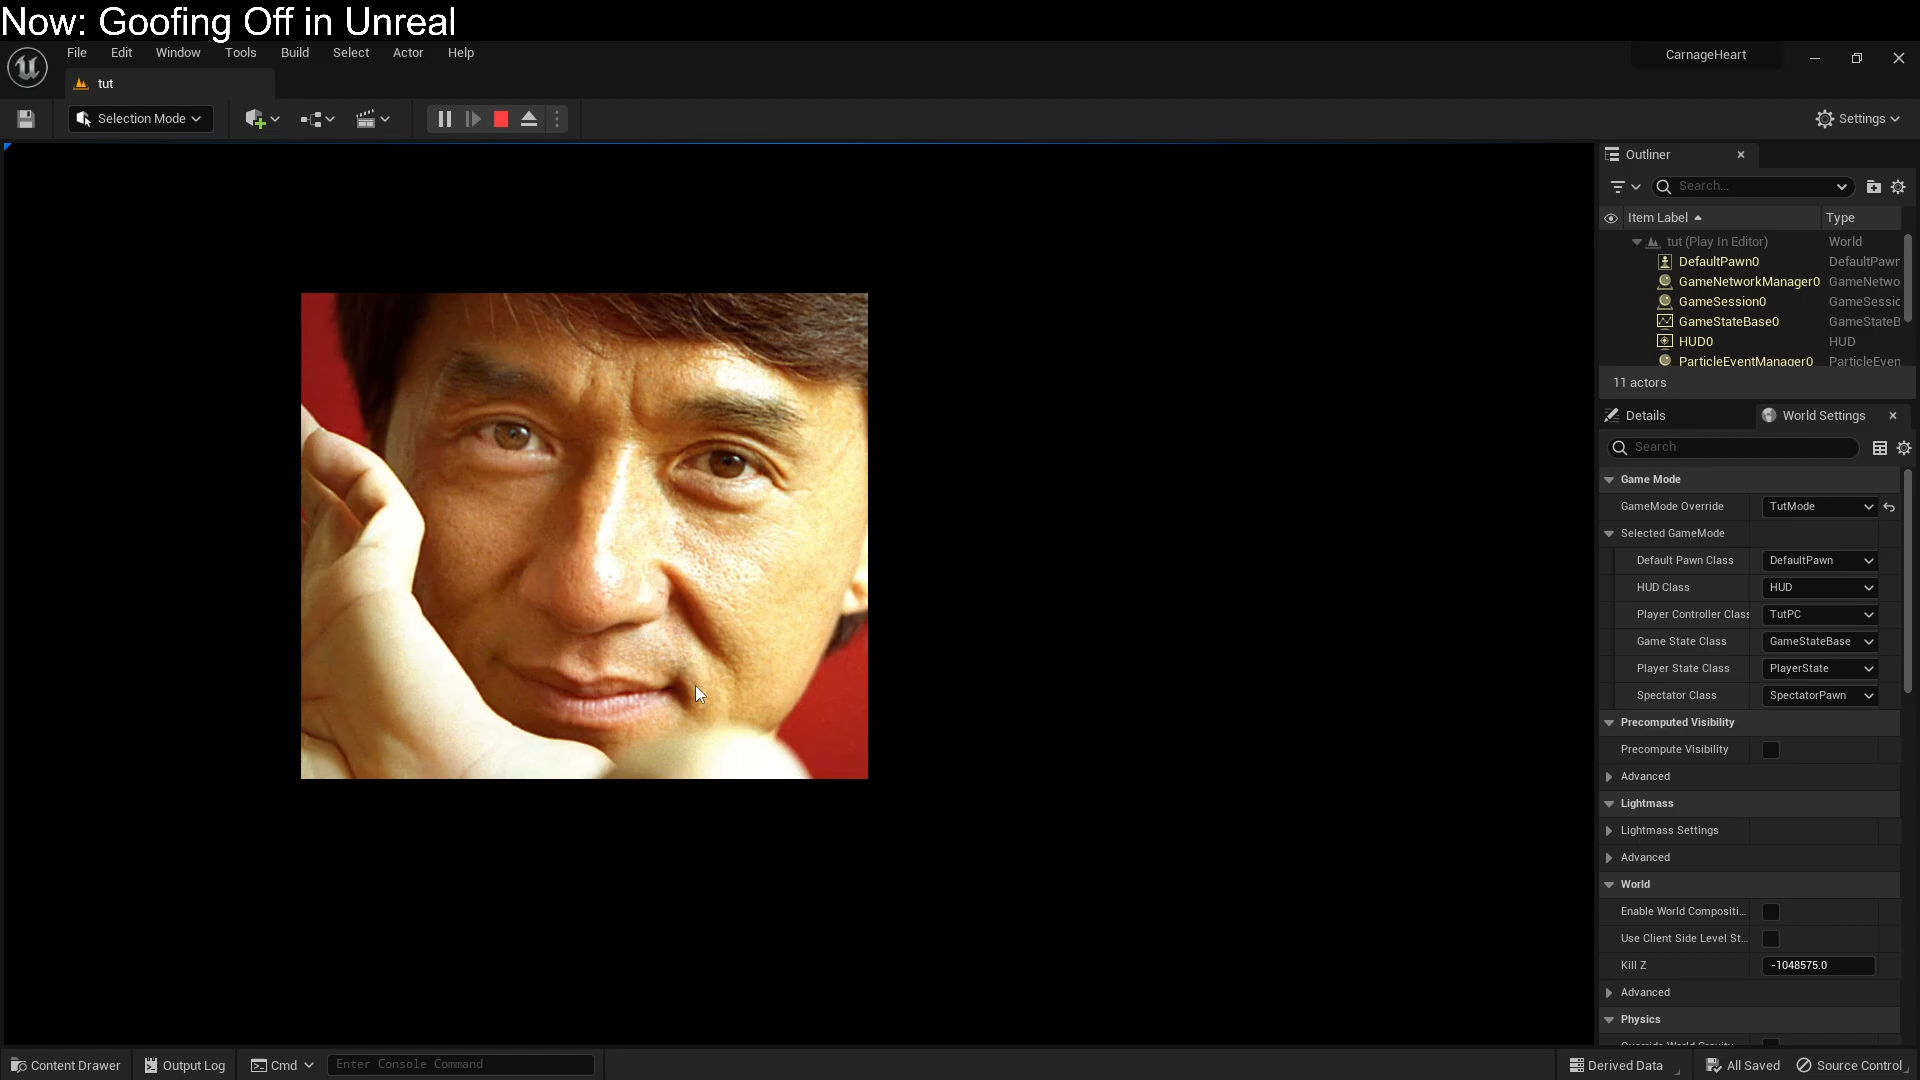 Now: Goofing Off in Unreal
File Edit Window Tools Build Select Actor Help
CarnageHeart
tut
Selection Mode
Settings
Outliner
Search...
Item Label Type
tut (Play In Editor) World
DefaultPawn0 DefaultPawr
GameNetworkManager0 GameNetwo
GameSession0 GameSessic
GameStateBase0 GameStateB
HUD0 HUD
ParticleEventManager0 ParticleEven
11 actors
Details World Settings
Search
Game Mode
GameMode Override TutMode
Selected GameMode
Default Pawn Class DefaultPawn
HUD Class HUD
Player Controller Class TutPC
Game State Class GameStateBase
Player State Class PlayerState
Spectator Class SpectatorPawn
Precomputed Visibility
Precompute Visibility
Advanced
Lightmass
Lightmass Settings
Advanced
World
Enable World Compositi...
Use Client Side Level St...
Kill Z -1048575.0
Advanced
Physics
Content Drawer Output Log Cmd Enter Console Command Derived Data All Saved Source Control